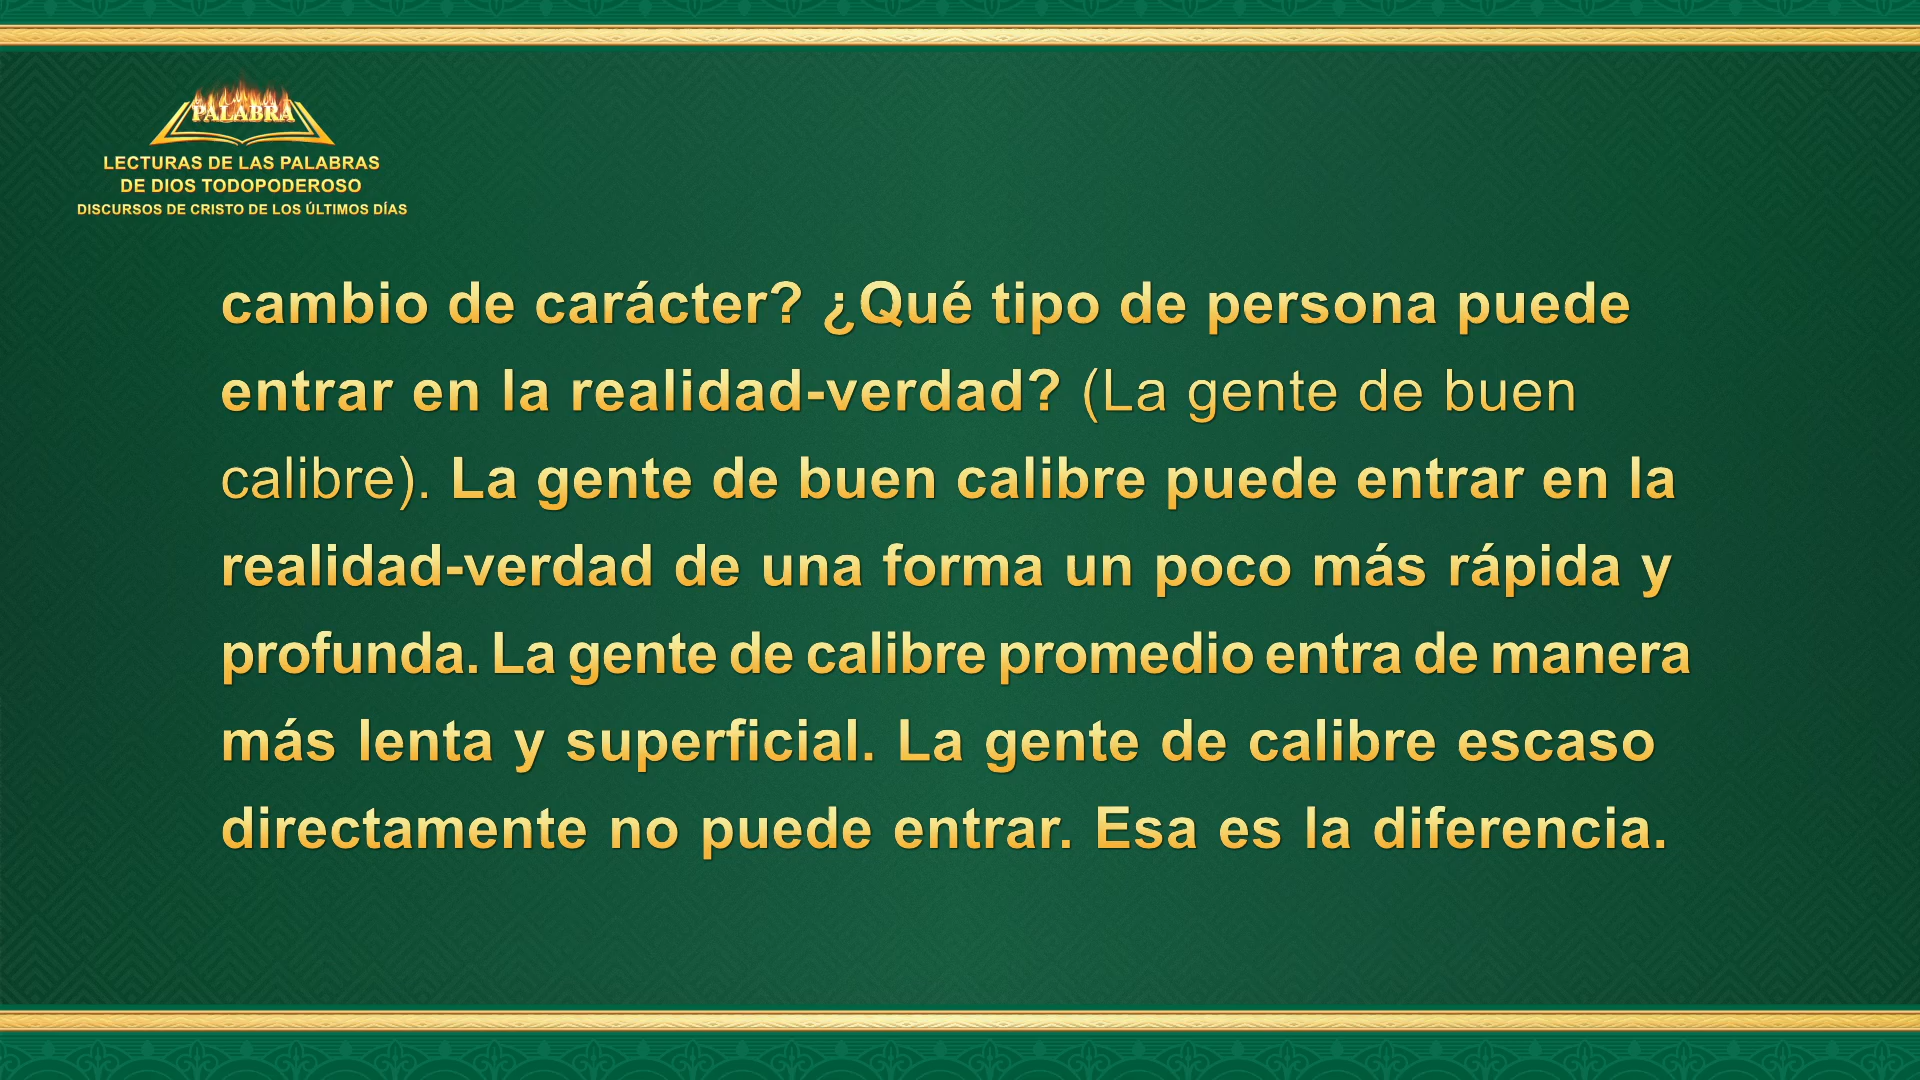 PALABRA
LECTURAS DE LAS PALABRAS
DE DIOS TODOPODEROSO
DISCURSOS DE CRISTO DE LOS ÚLTIMOS DÍAS
cambio de carácter? ¿Qué tipo de persona puede
entrar en la realidad-verdad? (La gente de buen
calibre). La gente de buen calibre puede entrar en la
realidad-verdad de una forma un poco más rápida y
profunda. La gente de calibre promedio entra de manera
más lenta y superficial. La gente de calibre escaso
directamente no puede entrar. Esa es la diferencia.